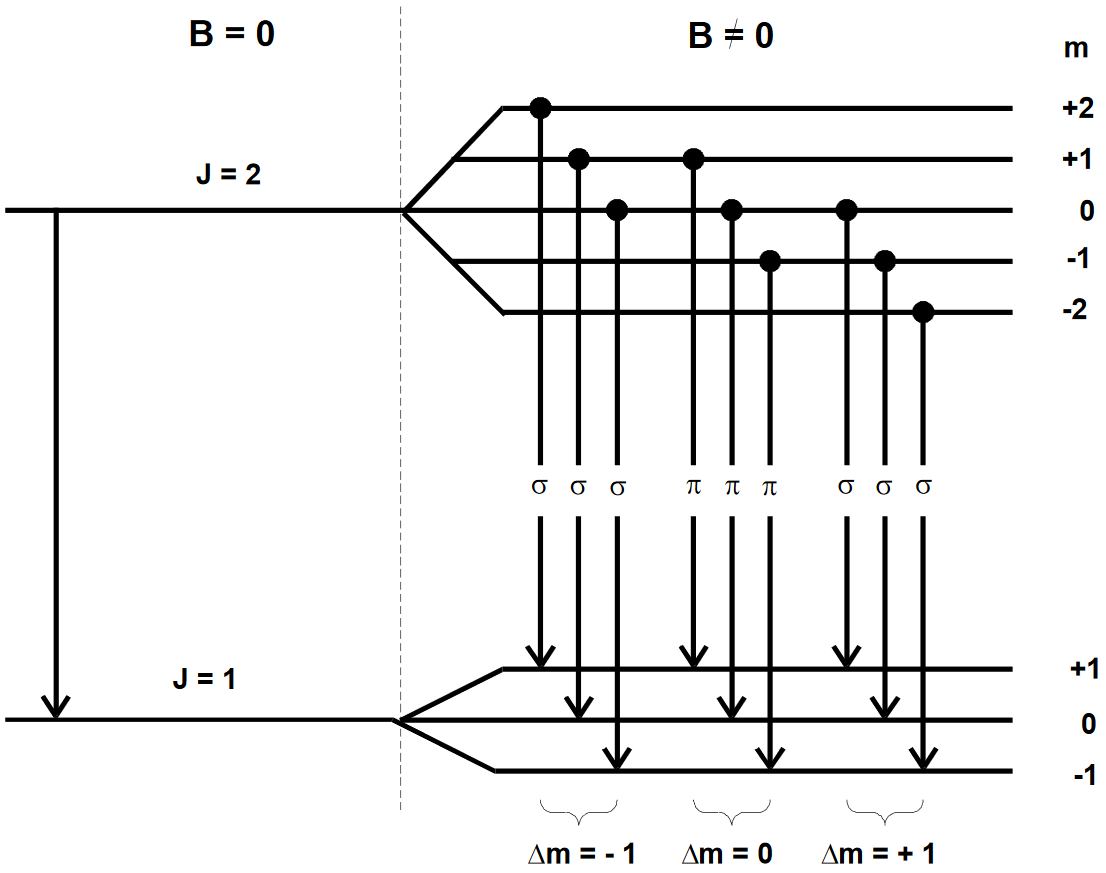 B = 0
B ≠ 0
m
+2
+1
J = 2
0
-1
-2
σ σ σ π π π σ σ σ
+1
J = 1
0
-1
Δm = - 1
Δm = 0
Δm = + 1